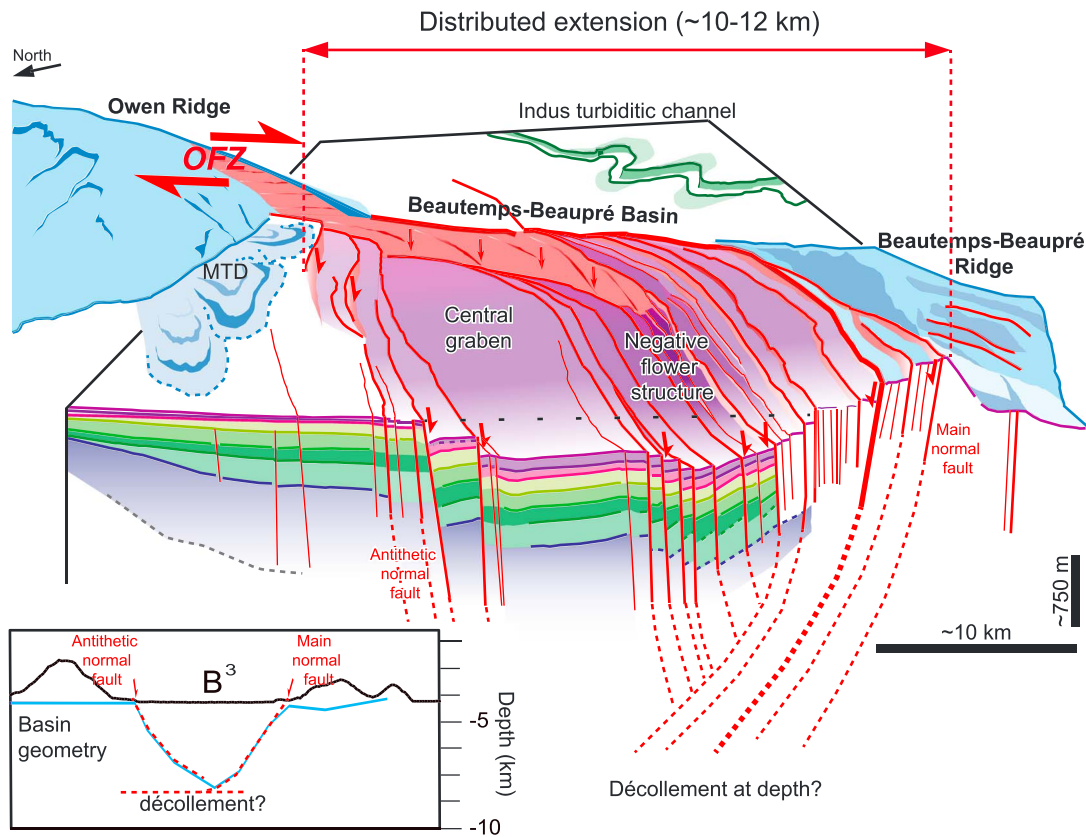 Distributed extension (~10-12 km)
North
Owen Ridge
OFZ
Indus turbiditic channel
Beautemps-Beaupré Basin
Beautemps-Beaupré
Ridge
MTD
Central
graben
Negative
flower
structure
Main
normal
fault
Antithetic
normal
fault
~750 m
~10 km
Antithetic
normal
fault
Main
normal
fault
B³
Basin
geometry
décollement?
Depth (km)
-5
-10
Décollement at depth?